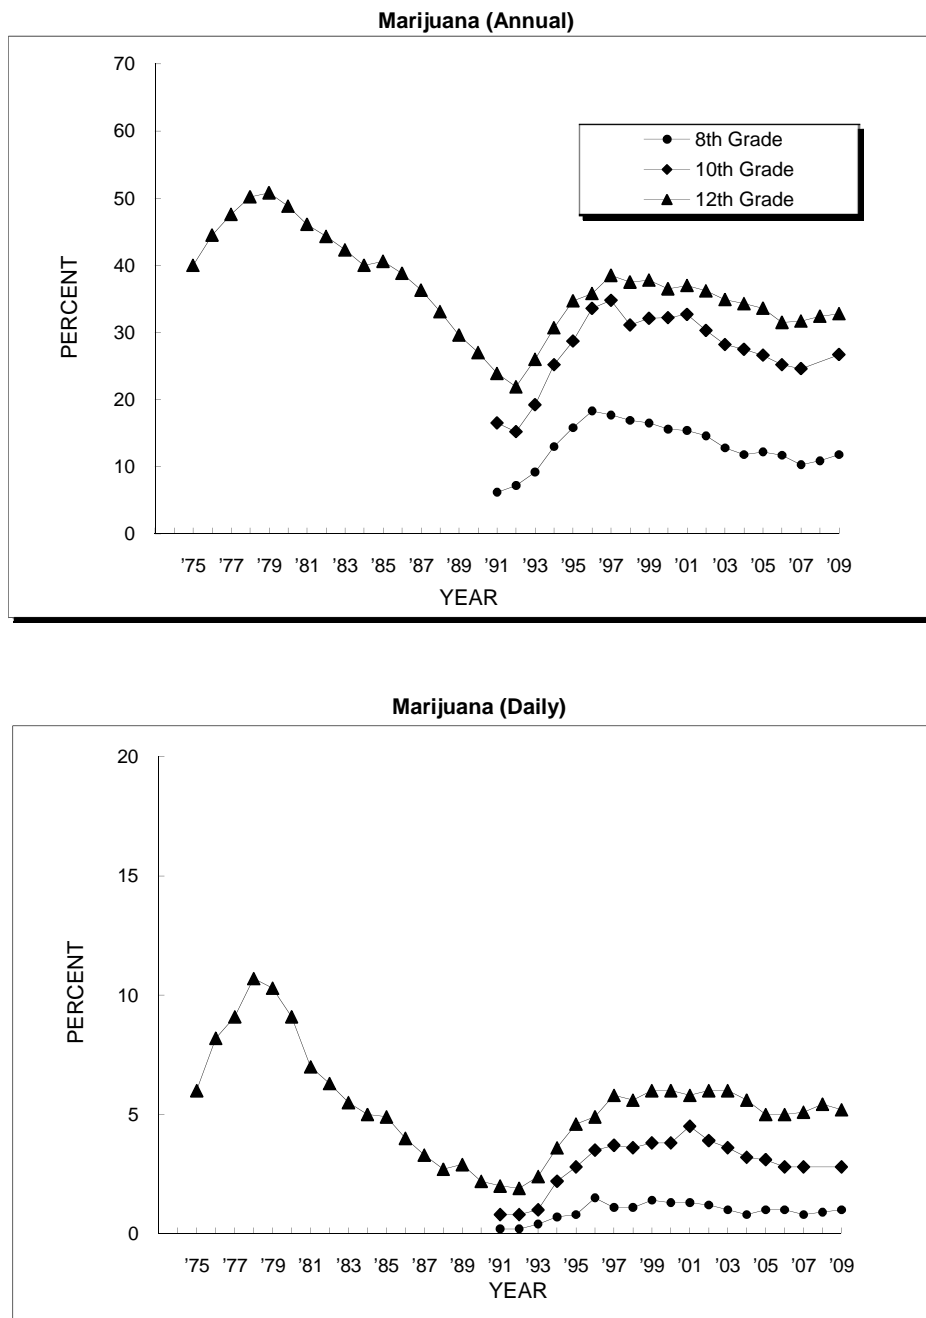 Marijuana (Annual)
70
60
50
40
30
20
10
0
PERCENT
8th Grade
10th Grade
12th Grade
’75 ’77 ’79 ’81 ’83 ’85 ’87 ’89 ’91 ’93 ’95 ’97 ’99 ’01 ’03 ’05 ’07 ’09
YEAR
Marijuana (Daily)
20
15
10
5
0
PERCENT
’75 ’77 ’79 ’81 ’83 ’85 ’87 ’89 ’91 ’93 ’95 ’97 ’99 ’01 ’03 ’05 ’07 ’09
YEAR